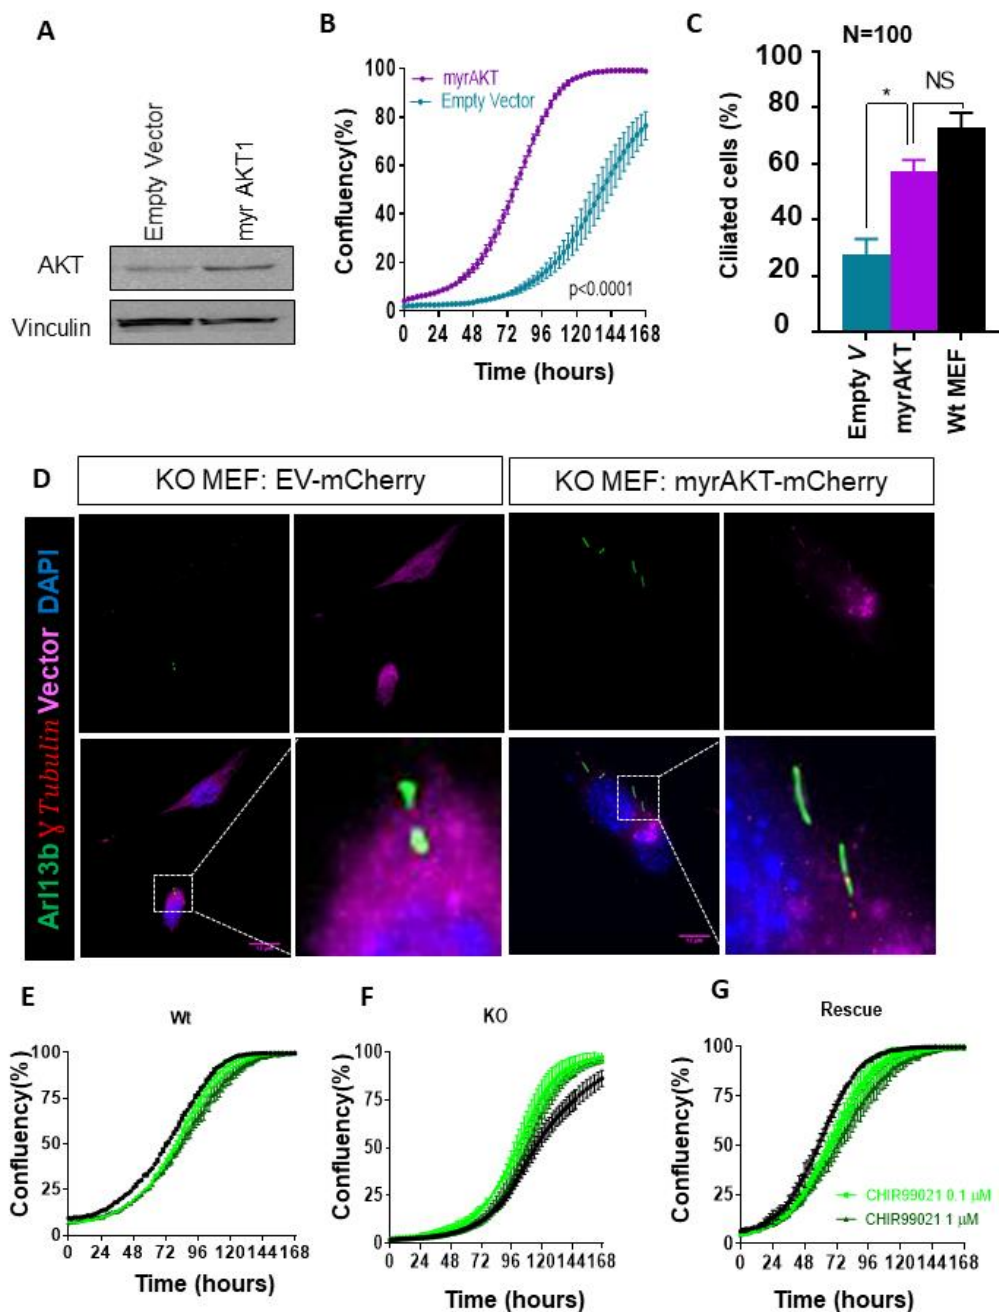 A
Empty Vector
myr AKT1
AKT
Vinculin
B
100
80
60
40
20
0
Confluency(%)
myrAKT
Empty Vector
p<0.0001
0 24 48 72 96 120 144 168
Time (hours)
C
N=100
100
80
60
40
20
0
Ciliated cells (%)
*
NS
Empty V
myrAKT
Wt MEF
D
KO MEF: EV-mCherry
KO MEF: myrAKT-mCherry
Arl13b γ Tubulin Vector DAPI
E
Wt
100
75
50
25
0
Confluency(%)
0 24 48 72 96 120 144 168
Time (hours)
F
KO
100
75
50
25
0
Confluency(%)
0 24 48 72 96 120 144 168
Time (hours)
G
Rescue
100
75
50
25
0
Confluency(%)
CHIR99021 0.1 μM
CHIR99021 1 μM
0 24 48 72 96 120 144 168
Time (hours)